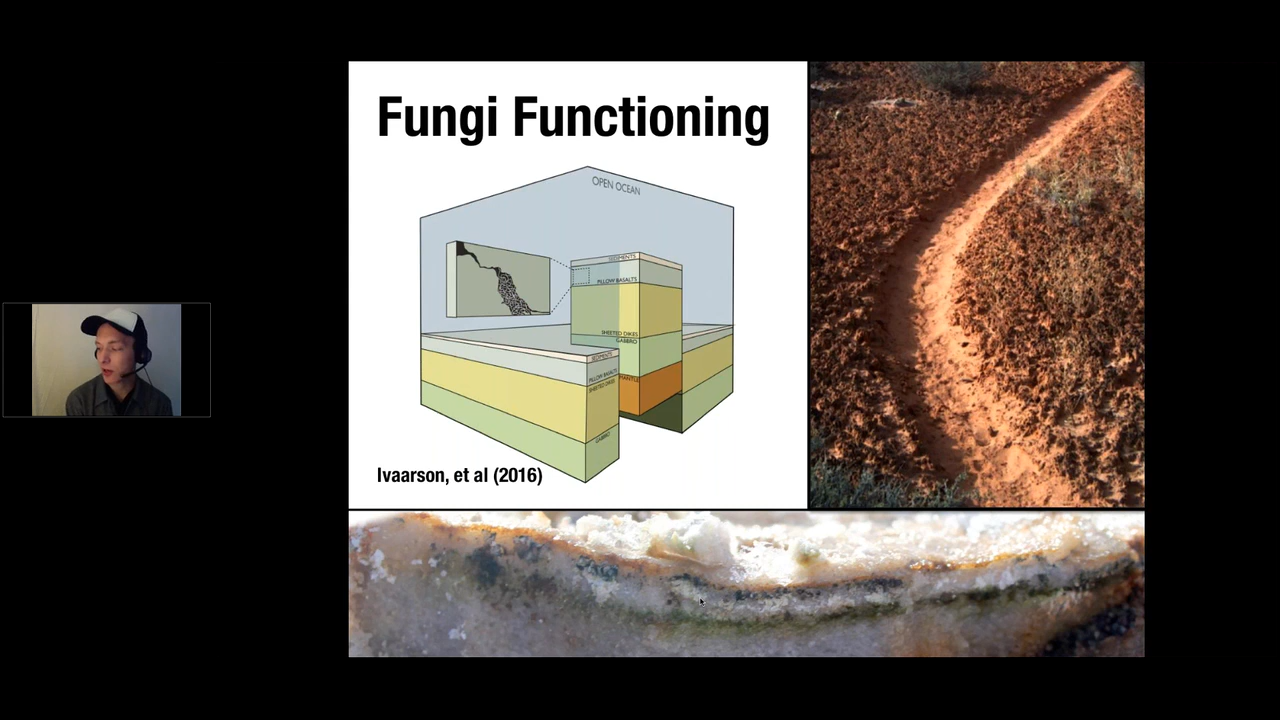 Fungi Functioning
OPEN OCEAN
SEDIMENTS
PILLOW BASALTS
SHEETED DIKES
GABBRO
SEDIMENTS
PILLOW BASALTS
MANTLE
SHEETED DIKES
GABBRO
Ivaarson, et al (2016)